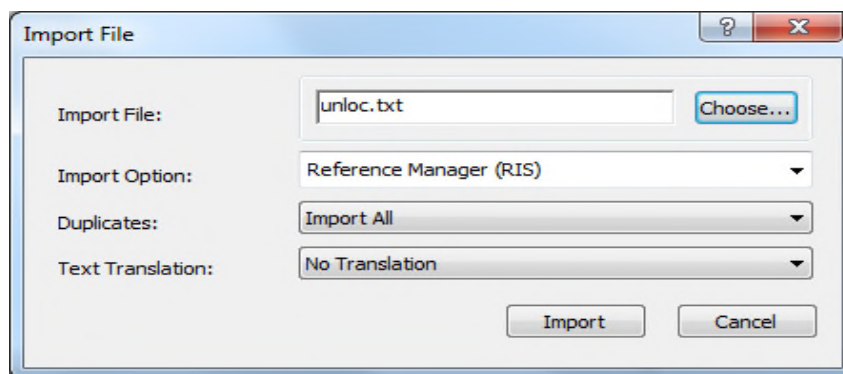 Import File
Import File: unloc.txt Choose...
Import Option: Reference Manager (RIS)
Duplicates: Import All
Text Translation: No Translation
Import Cancel